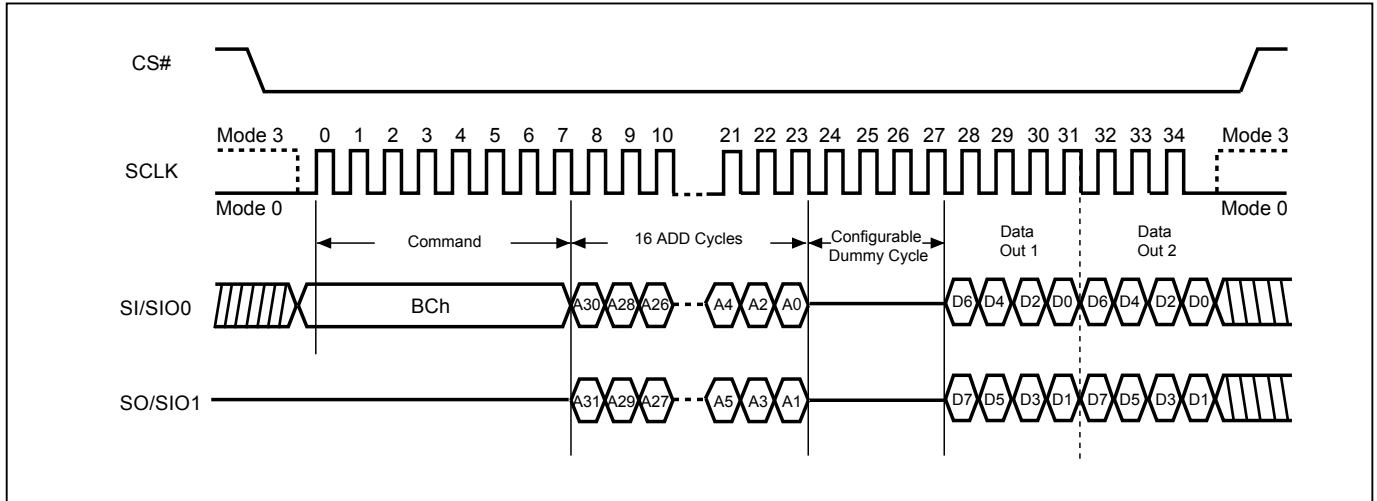 CS#
Mode 3 0 1 2 3 4 5 6 7 8 9 10 21 22 23 24 25 26 27 28 29 30 31 32 33 34 Mode 3
SCLK
Mode 0 Mode 0
Command 16 ADD Cycles Configurable Dummy Cycle Data Out 1 Data Out 2
SI/SIO0 BCh A30 A28 A26 A4 A2 A0 D6 D4 D2 D0 D6 D4 D2 D0
SO/SIO1 A31 A29 A27 A5 A3 A1 D7 D5 D3 D1 D7 D5 D3 D1